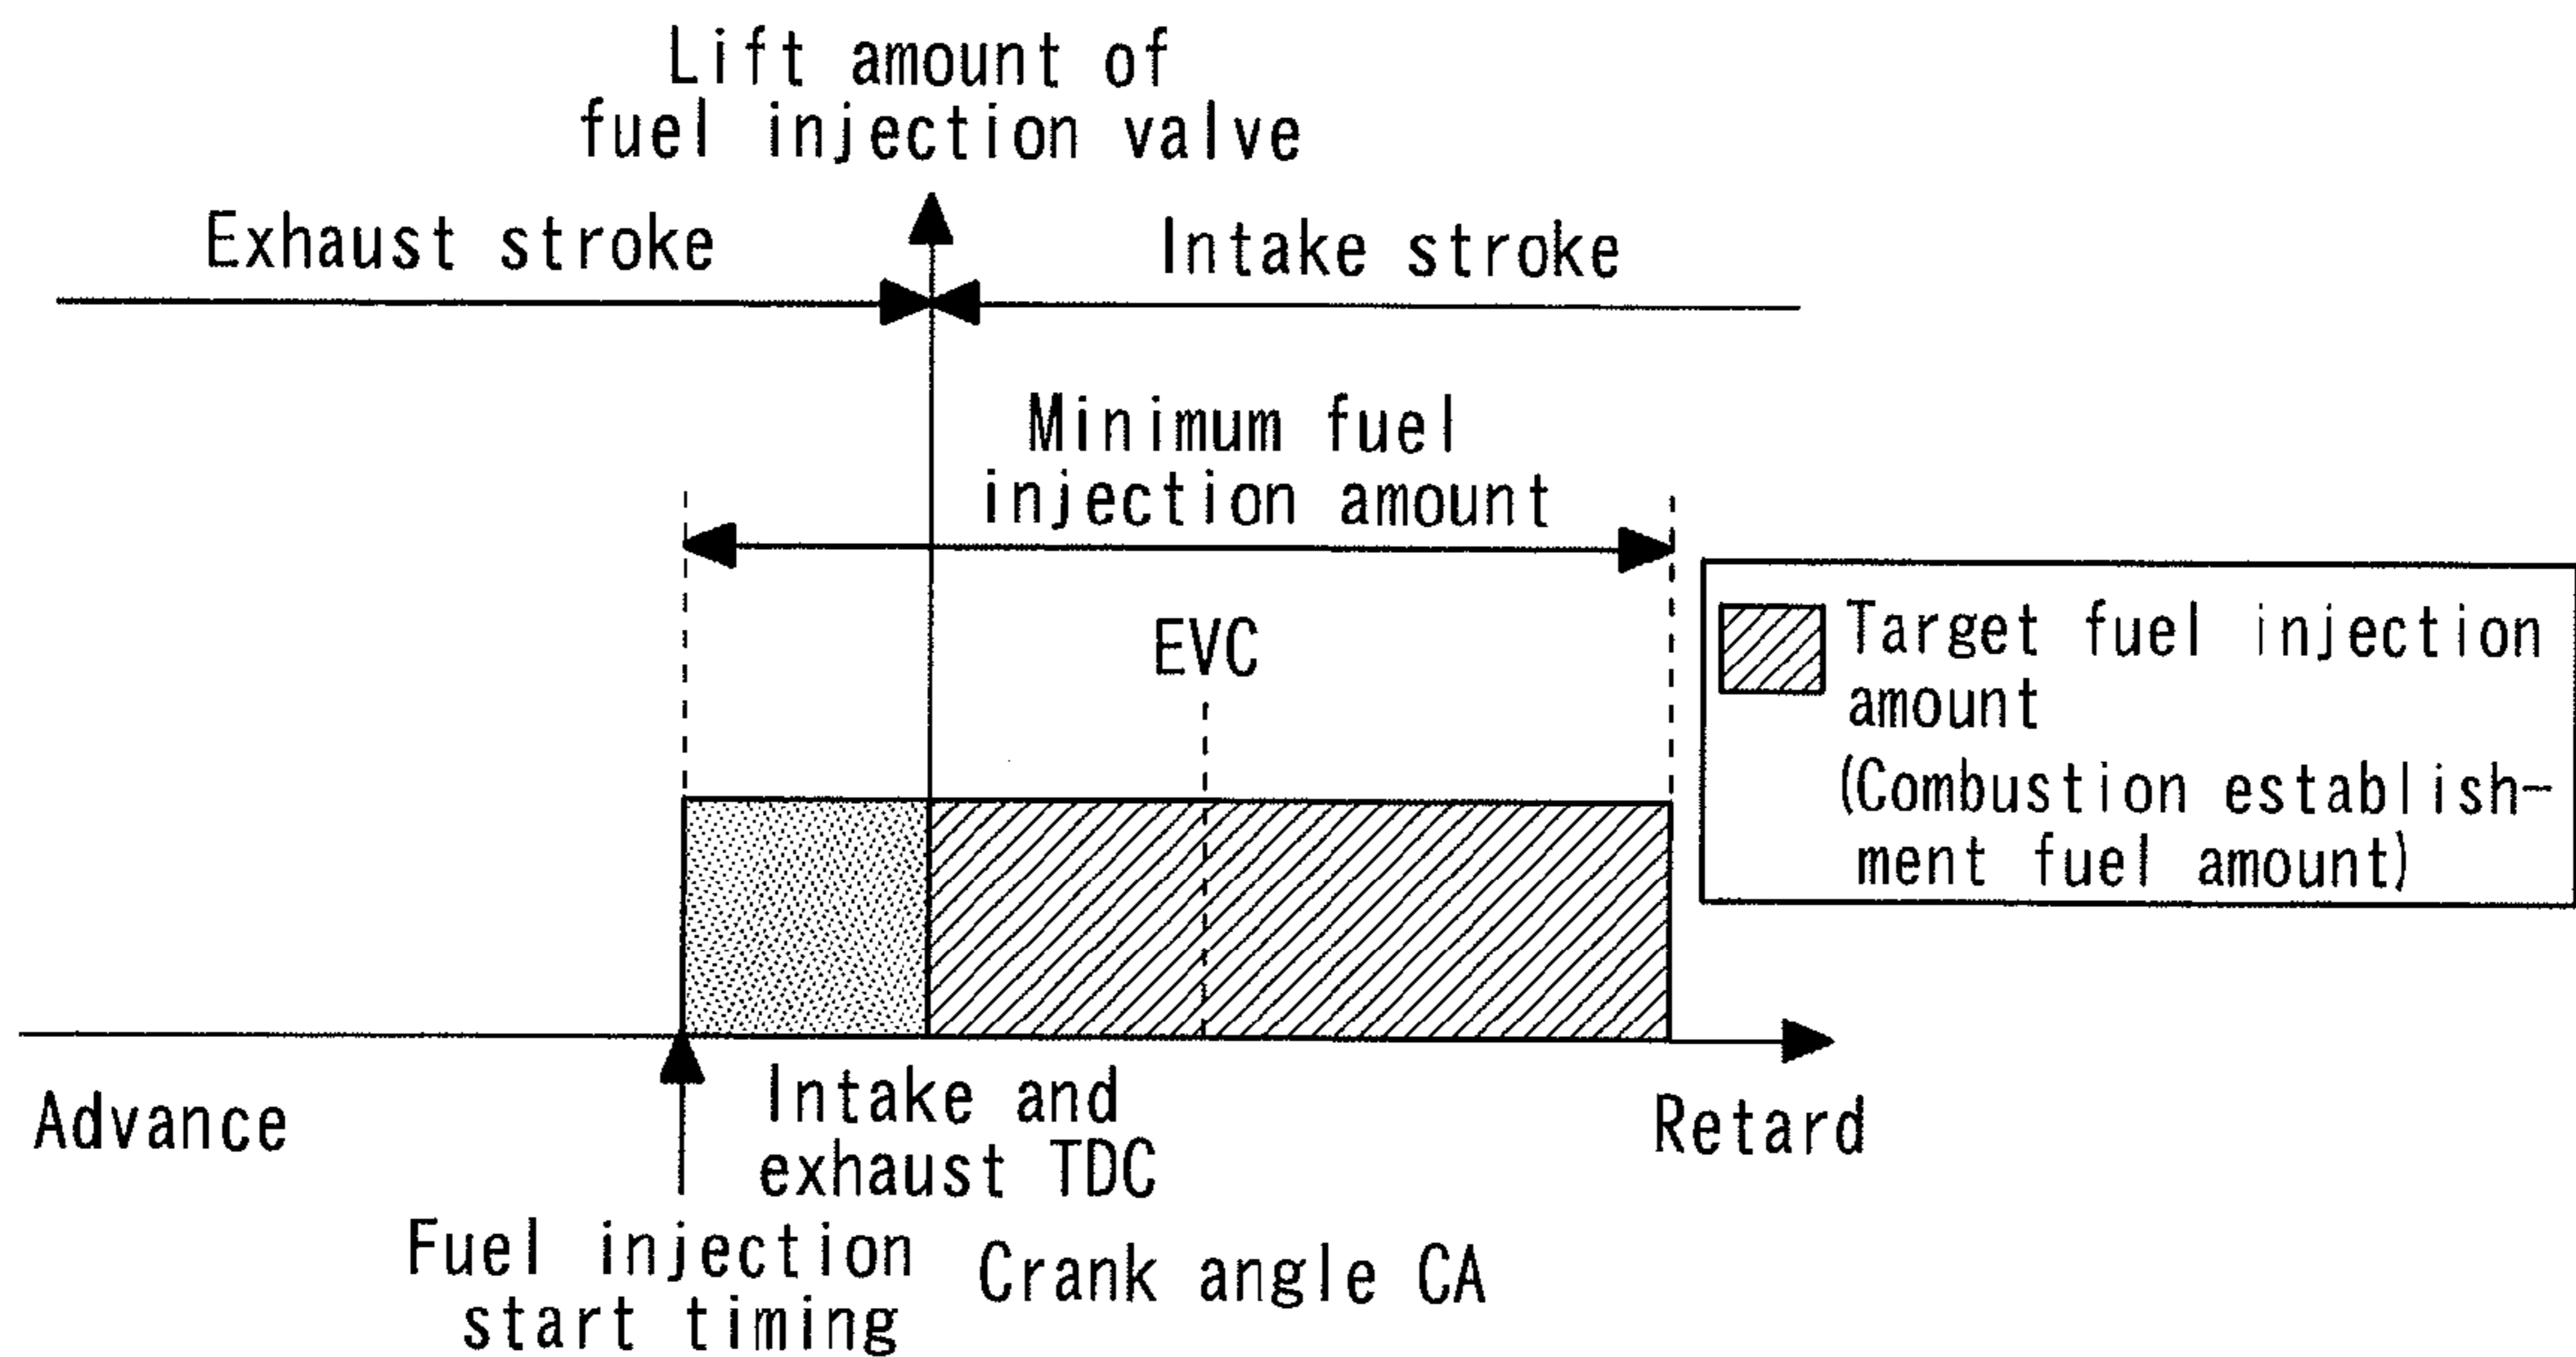 Lift amount of
fuel injection valve
Exhaust stroke
Intake stroke
Minimum fuel
injection amount
EVC
Target fuel injection
amount
(Combustion establish-
ment fuel amount)
Advance
Intake and
exhaust TDC
Retard
Fuel injection
start timing
Crank angle CA